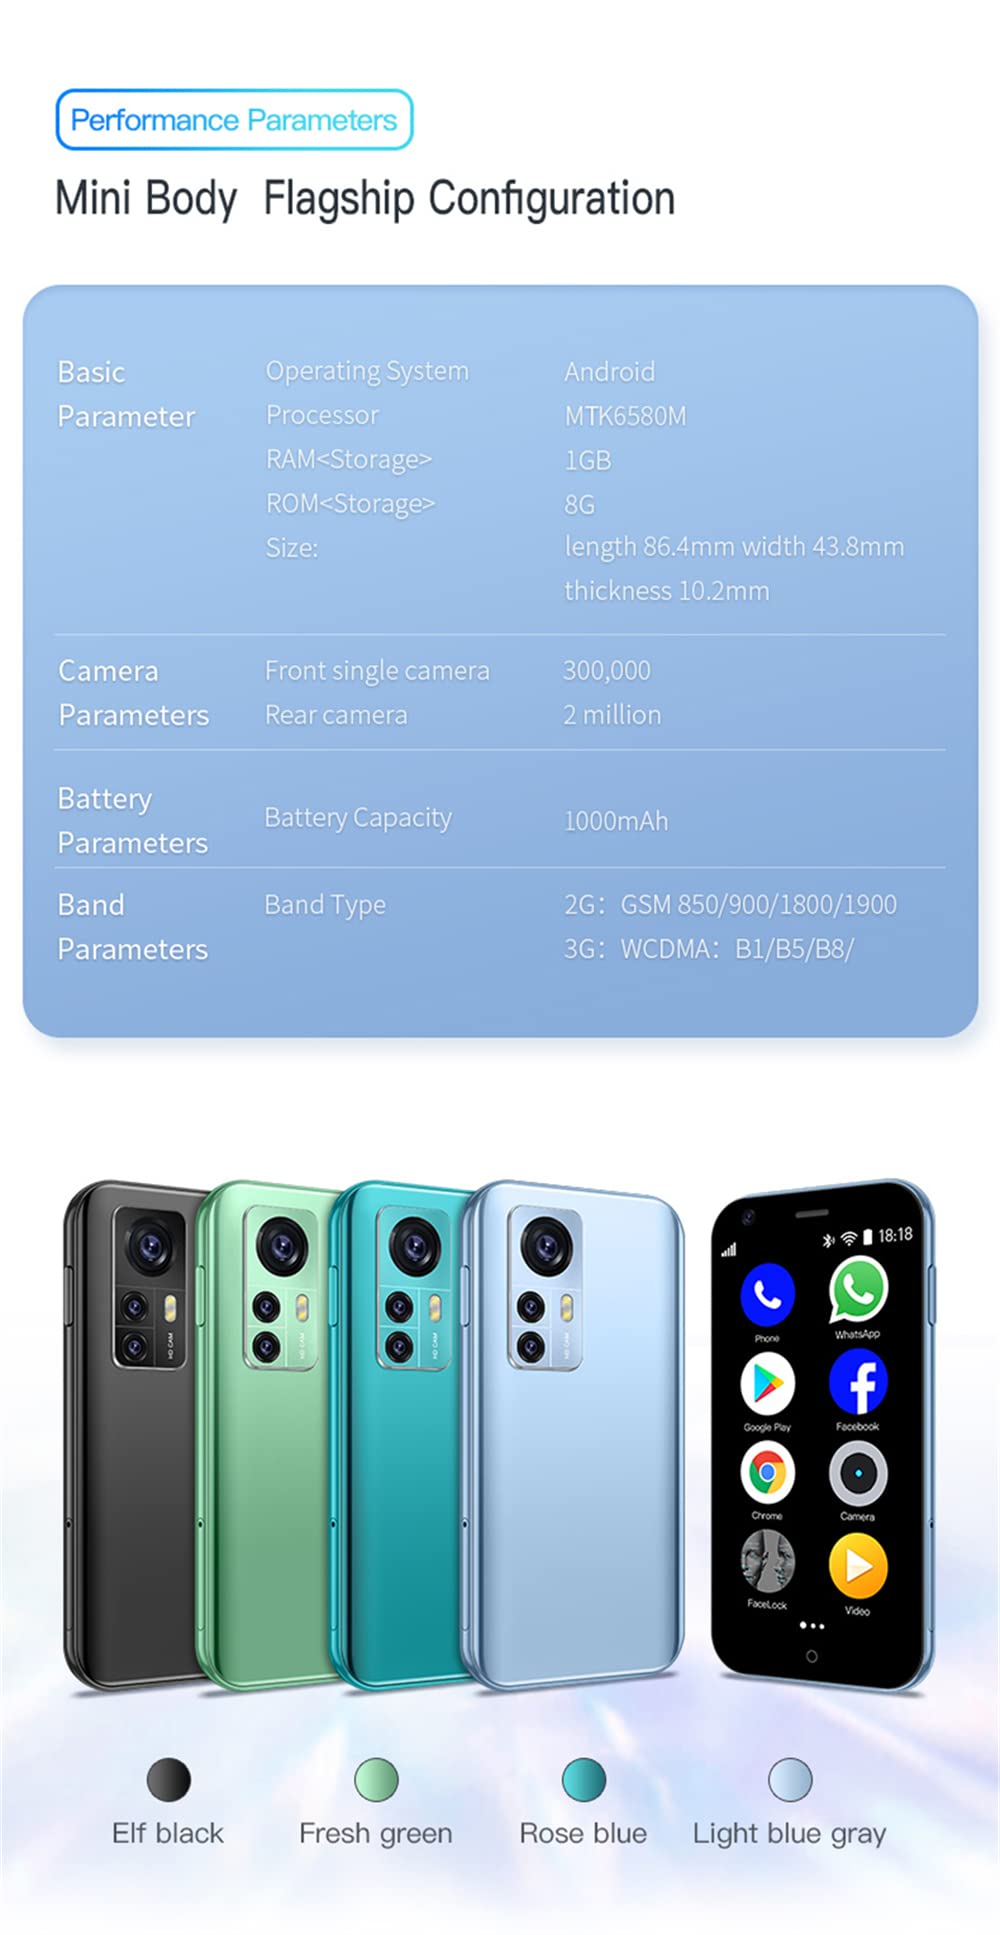 Performance Parameters
Mini Body Flagship Configuration
Basic
Parameter
Operating System Android
Processor MTK6580M
RAM<Storage> 1GB
ROM<Storage> 8G
Size: length 86.4mm width 43.8mm
thickness 10.2mm
Camera
Parameters
Front single camera 300,000
Rear camera 2 million
Battery
Parameters
Battery Capacity 1000mAh
Band
Parameters
Band Type 2G: GSM 850/900/1800/1900
3G: WCDMA: B1/B5/B8/
HD CAM
HD CAM
HD CAM
HD CAM
18:18
Phone WhatsApp
Google Play Facebook
Chrome Camera
FaceLock Video
Elf black Fresh green Rose blue Light blue gray